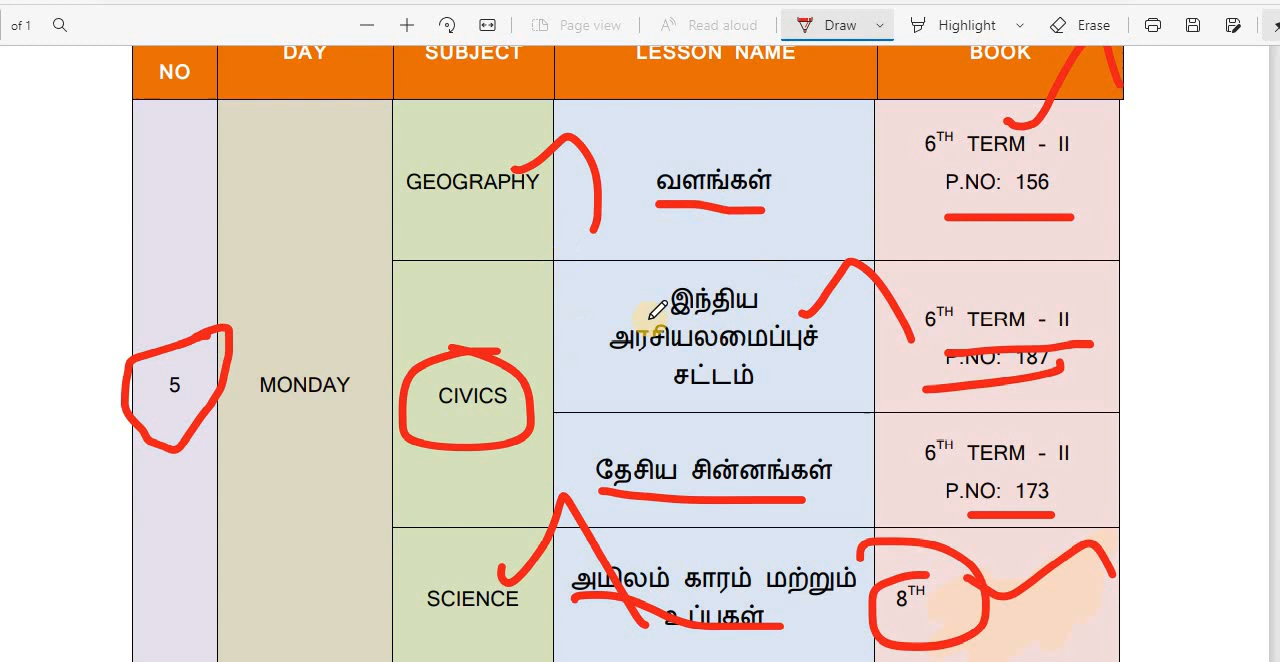 of 1
Page view
Read aloud
Draw
Highlight
Erase
NO DAY SUBJECT LESSON NAME BOOK
5
MONDAY
GEOGRAPHY
வளங்கள்
6TH TERM - II
P.NO: 156
CIVICS
இந்திய
அரசியலமைப்புச்
சட்டம்
6TH TERM - II
P.NO: 187
தேசிய சின்னங்கள்
6TH TERM - II
P.NO: 173
SCIENCE
அமிலம் காரம் மற்றும்
உப்புகள்
8TH